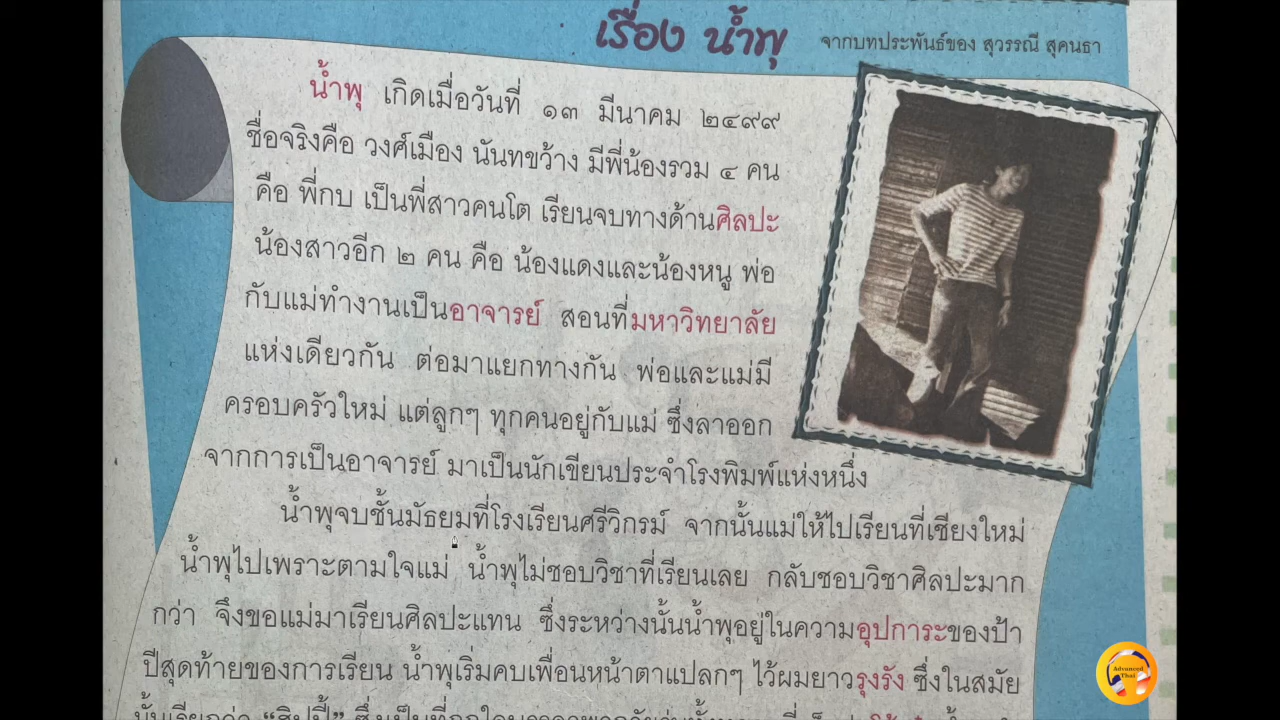 เรื่อง น้ำพุ จากบทประพันธ์ของ สุวรรณี สุคนธา
น้ำพุ เกิดเมื่อวันที่ ๑๓ มีนาคม ๒๔๙๙
ชื่อจริงคือ วงศ์เมือง นันทขว้าง มีพี่น้องรวม ๔ คน
คือ พี่กบ เป็นพี่สาวคนโต เรียนจบทางด้านศิลปะ
น้องสาวอีก ๒ คน คือ น้องแดงและน้องหนู พ่อ
กับแม่ทำงานเป็นอาจารย์ สอนที่มหาวิทยาลัย
แห่งเดียวกัน ต่อมาแยกทางกัน พ่อและแม่มี
ครอบครัวใหม่ แต่ลูกๆ ทุกคนอยู่กับแม่ ซึ่งลาออก
จากการเป็นอาจารย์ มาเป็นนักเขียนประจำโรงพิมพ์แห่งหนึ่ง
น้ำพุจบชั้นมัธยมที่โรงเรียนศรีวิกรม์ จากนั้นแม่ให้ไปเรียนที่เชียงใหม่
น้ำพุไปเพราะตามใจแม่ น้ำพุไม่ชอบวิชาที่เรียนเลย กลับชอบวิชาศิลปะมาก
กว่า จึงขอแม่มาเรียนศิลปะแทน ซึ่งระหว่างนั้นน้ำพุอยู่ในความอุปการะของป้า
ปีสุดท้ายของการเรียน น้ำพุเริ่มคบเพื่อนหน้าตาแปลกๆ ไว้ผมยาวรุงรัง ซึ่งในสมัย
นั้นเรียกว่า “ฮิปปี้”
Advanced
Thai